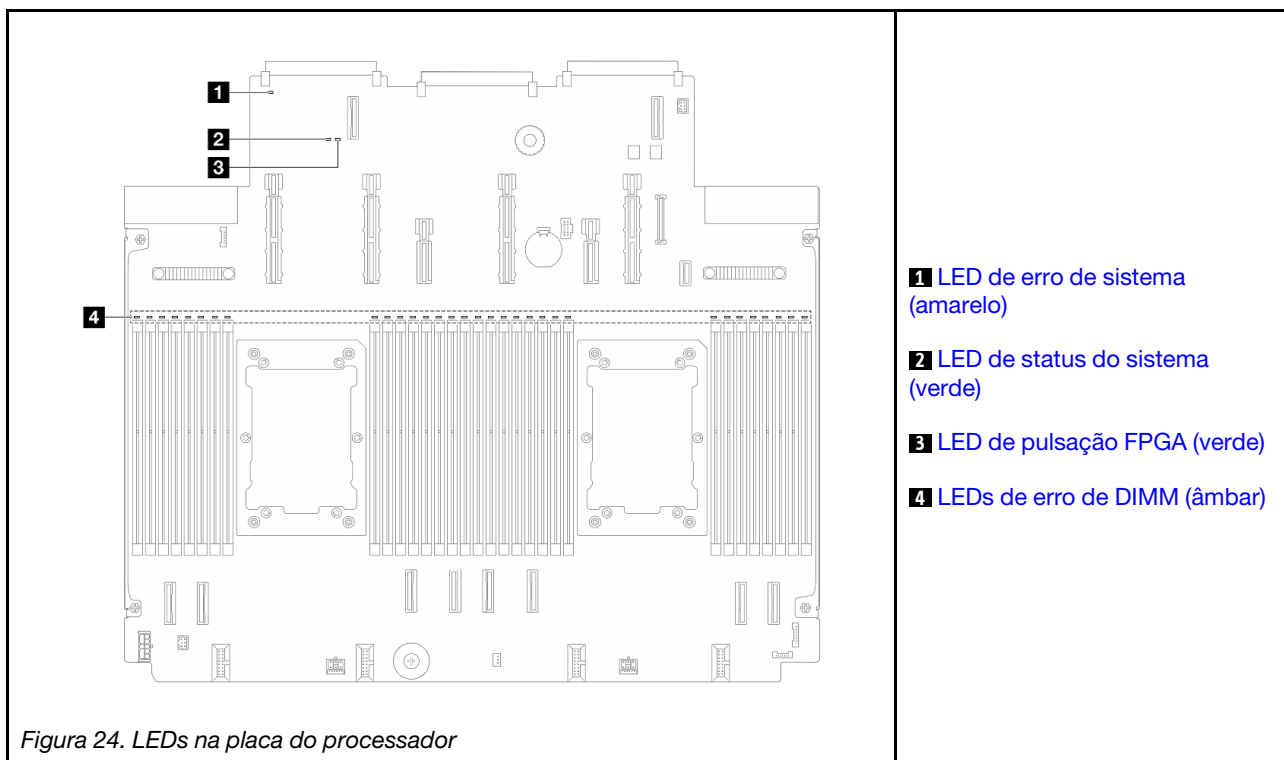 1
2
3
4
Figura 24. LEDs na placa do processador
1 LED de erro de sistema
(amarelo)
2 LED de status do sistema
(verde)
3 LED de pulsação FPGA (verde)
4 LEDs de erro de DIMM (âmbar)